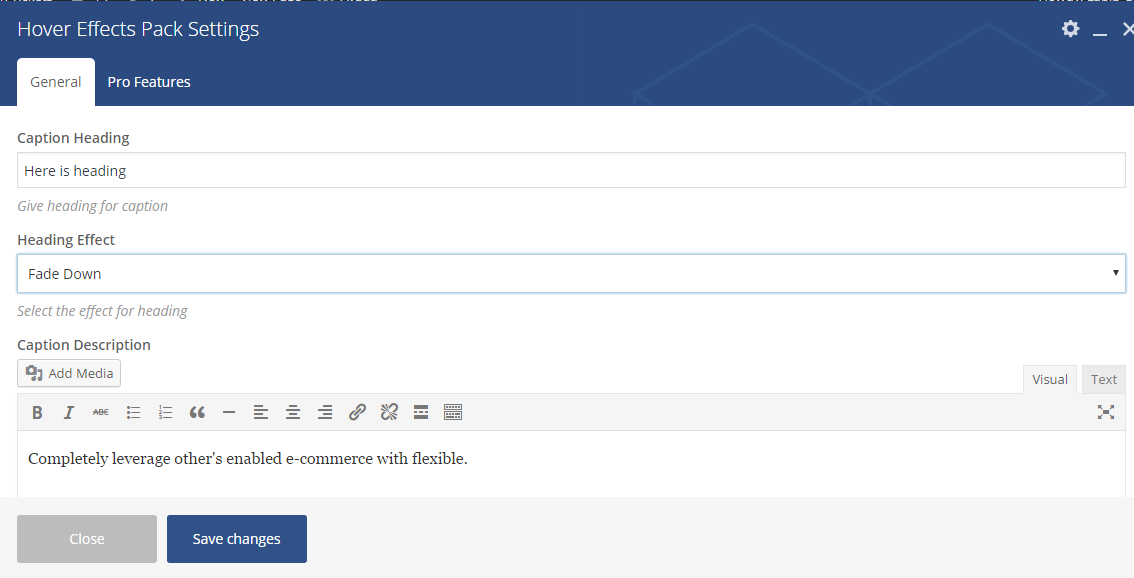 Hover Effects Pack Settings
General Pro Features
Caption Heading
Here is heading
Give heading for caption
Heading Effect
Fade Down
Select the effect for heading
Caption Description
Add Media
Visual Text
B I ABC
Completely leverage other's enabled e-commerce with flexible.
Close Save changes